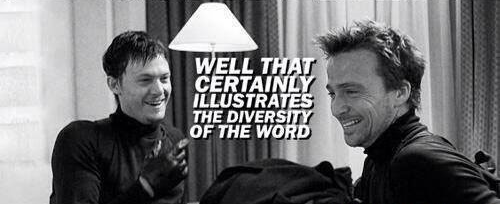 WELL THAT
CERTAINLY
ILLUSTRATES
THE DIVERSITY
OF THE WORD